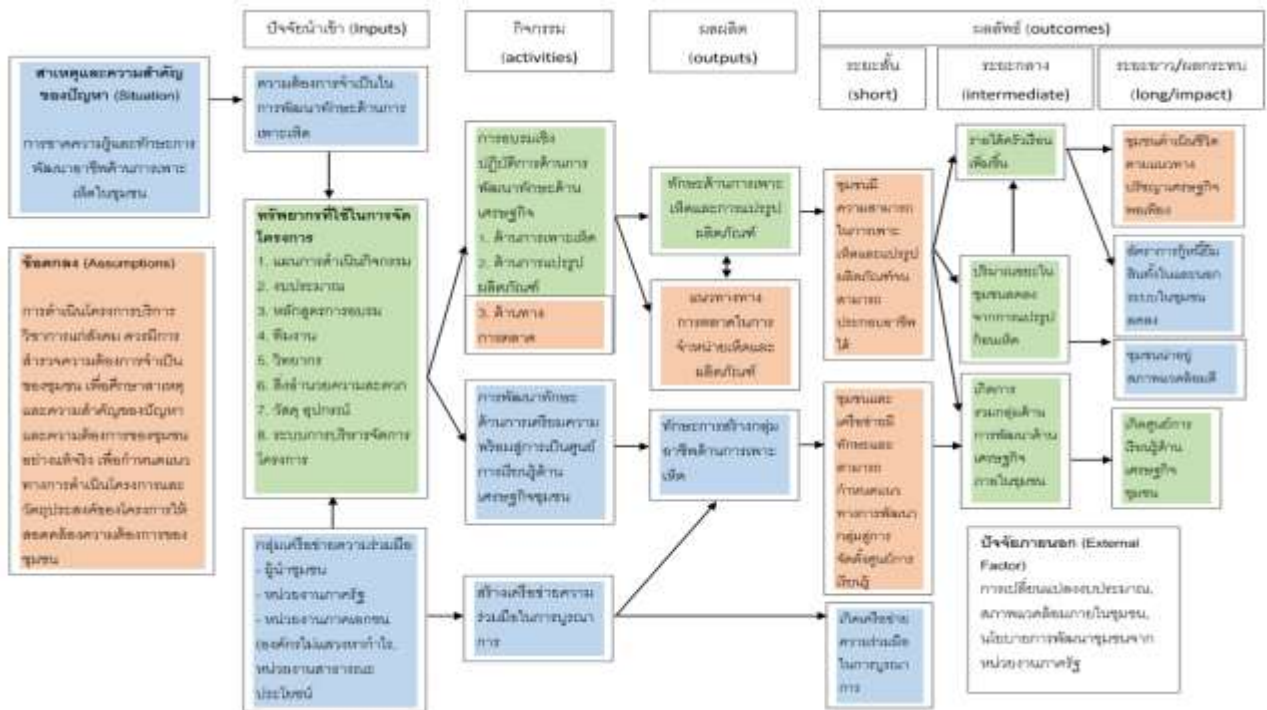 ปัจจัยนำเข้า (Inputs)
กิจกรรม
(activities)
ผลผลิต
(outputs)
ผลลัพธ์ (outcomes)
ระยะสั้น
(short)
ระยะกลาง
(intermediate)
ระยะยาว/ผลกระทบ
(long/impact)
สาเหตุและความสำคัญ
ของปัญหา (Situation)
การขาดความรู้และทักษะการ
พัฒนาอาชีพด้านการเพาะ
เห็ดในชุมชน
ข้อตกลง (Assumptions)
การดำเนินโครงการบริการ
วิชาการแก่สังคม ควรมีการ
สำรวจความต้องการจำเป็น
ของชุมชน เพื่อศึกษาสาเหตุ
และความสำคัญของปัญหา
และความต้องการของชุมชน
อย่างแท้จริง เพื่อกำหนดแนว
ทางการดำเนินโครงการและ
วัตถุประสงค์ของโครงการให้
สอดคล้องความต้องการของ
ชุมชน
ความต้องการจำเป็นใน
การพัฒนาทักษะด้านการ
เพาะเห็ด
ทรัพยากรที่ใช้ในการจัด
โครงการ
1. แผนการดำเนินกิจกรรม
2. งบประมาณ
3. หลักสูตรการอบรม
4. ทีมงาน
5. วิทยากร
6. สิ่งอำนวยความสะดวก
7. วัสดุ อุปกรณ์
8. ระบบการบริหารจัดการ
โครงการ
กลุ่มเครือข่ายความร่วมมือ
- ผู้นำชุมชน
- หน่วยงานภาครัฐ
- หน่วยงานภาคเอกชน
(องค์กรไม่แสวงหากำไร,
หน่วยงานสาธารณะ
ประโยชน์
การอบรมเชิง
ปฏิบัติการด้านการ
พัฒนาทักษะด้าน
เศรษฐกิจ
1. ด้านการเพาะเห็ด
2. ด้านการแปรรูป
ผลิตภัณฑ์
3. ด้านทาง
การตลาด
การพัฒนาทักษะ
ด้านการเตรียมความ
พร้อมสู่การเป็นศูนย์
การเรียนรู้ด้าน
เศรษฐกิจชุมชน
สร้างเครือข่ายความ
ร่วมมือในการบูรณา
การ
ทักษะด้านการเพาะ
เห็ดและการแปรรูป
ผลิตภัณฑ์
แนวทางทาง
การตลาดในการ
จำหน่ายเห็ดและ
ผลิตภัณฑ์
ทักษะการสร้างกลุ่ม
อาชีพด้านการเพาะ
เห็ด
ชุมชนมี
ความสามารถ
ในการเพาะ
เห็ดและแปรรูป
ผลิตภัณฑ์จน
สามารถ
ประกอบอาชีพ
ได้
ชุมชนและ
เครือข่ายมี
ทักษะและ
สามารถ
กำหนดแนว
ทางการพัฒนา
กลุ่มสู่การ
จัดตั้งศูนย์การ
เรียนรู้
เกิดเครือข่าย
ความร่วมมือ
ในการบูรณา
การ
รายได้ครัวเรือน
เพิ่มขึ้น
ปริมาณขยะใน
ชุมชนลดลง
จากการแปรรูป
ก้อนเห็ด
เกิดการ
รวมกลุ่มด้าน
การพัฒนาด้าน
เศรษฐกิจ
ภายในชุมชน
ชุมชนดำเนินชีวิต
ตามแนวทาง
ปรัชญาเศรษฐกิจ
พอเพียง
อัตราการกู้หนี้ยืม
สินทั้งในและนอก
ระบบในชุมชน
ลดลง
ชุมชนน่าอยู่
สภาพแวดล้อมดี
เกิดศูนย์การ
เรียนรู้ด้าน
เศรษฐกิจ
ชุมชน
ปัจจัยภายนอก (External
Factor)
การเปลี่ยนแปลงงบประมาณ,
สภาพแวดล้อมภายในชุมชน,
นโยบายการพัฒนาชุมชนจาก
หน่วยงานภาครัฐ